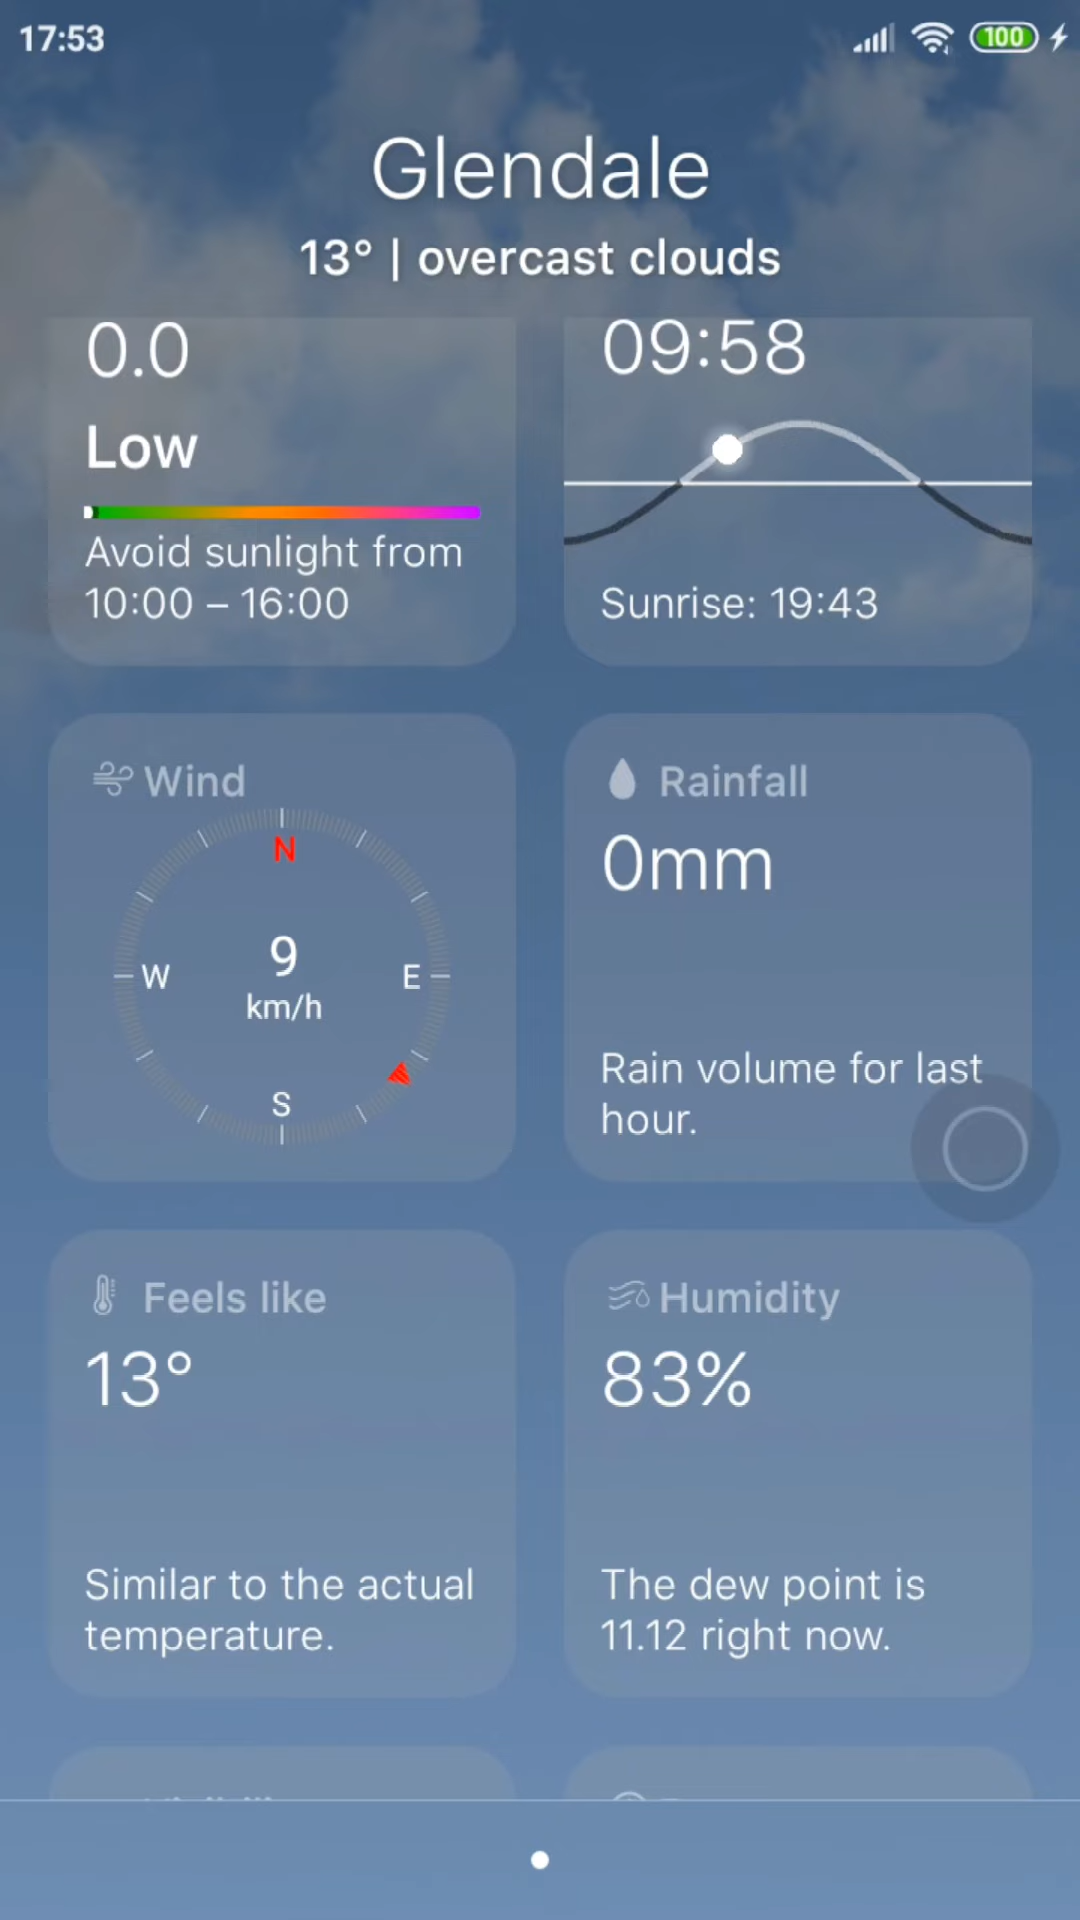 17:53
100
Glendale
13° | overcast clouds
0.0
Low
Avoid sunlight from
10:00 – 16:00
09:58
Sunrise: 19:43
Wind
N
W
9
E
km/h
S
Rainfall
0mm
Rain volume for last
hour.
Feels like
13°
Similar to the actual
temperature.
Humidity
83%
The dew point is
11.12 right now.